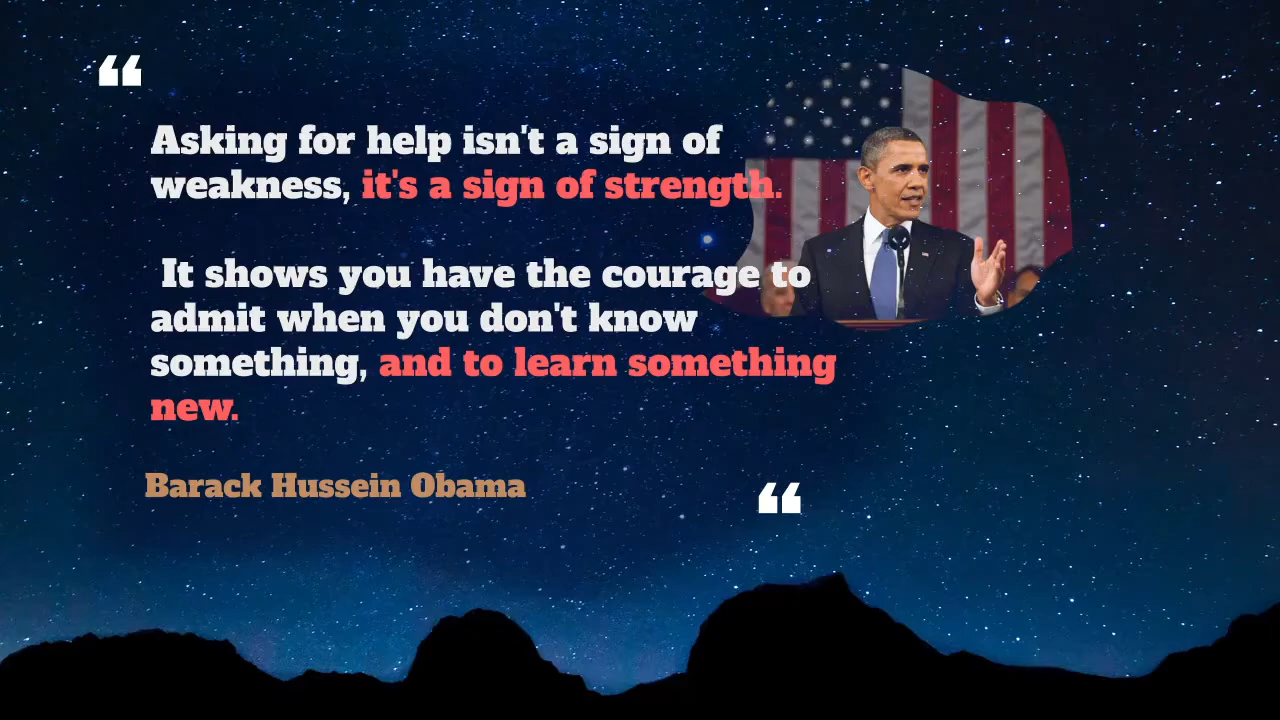 ❝
Asking for help isn't a sign of
weakness, it's a sign of strength.
It shows you have the courage to
admit when you don't know
something, and to learn something
new.
Barack Hussein Obama
❝